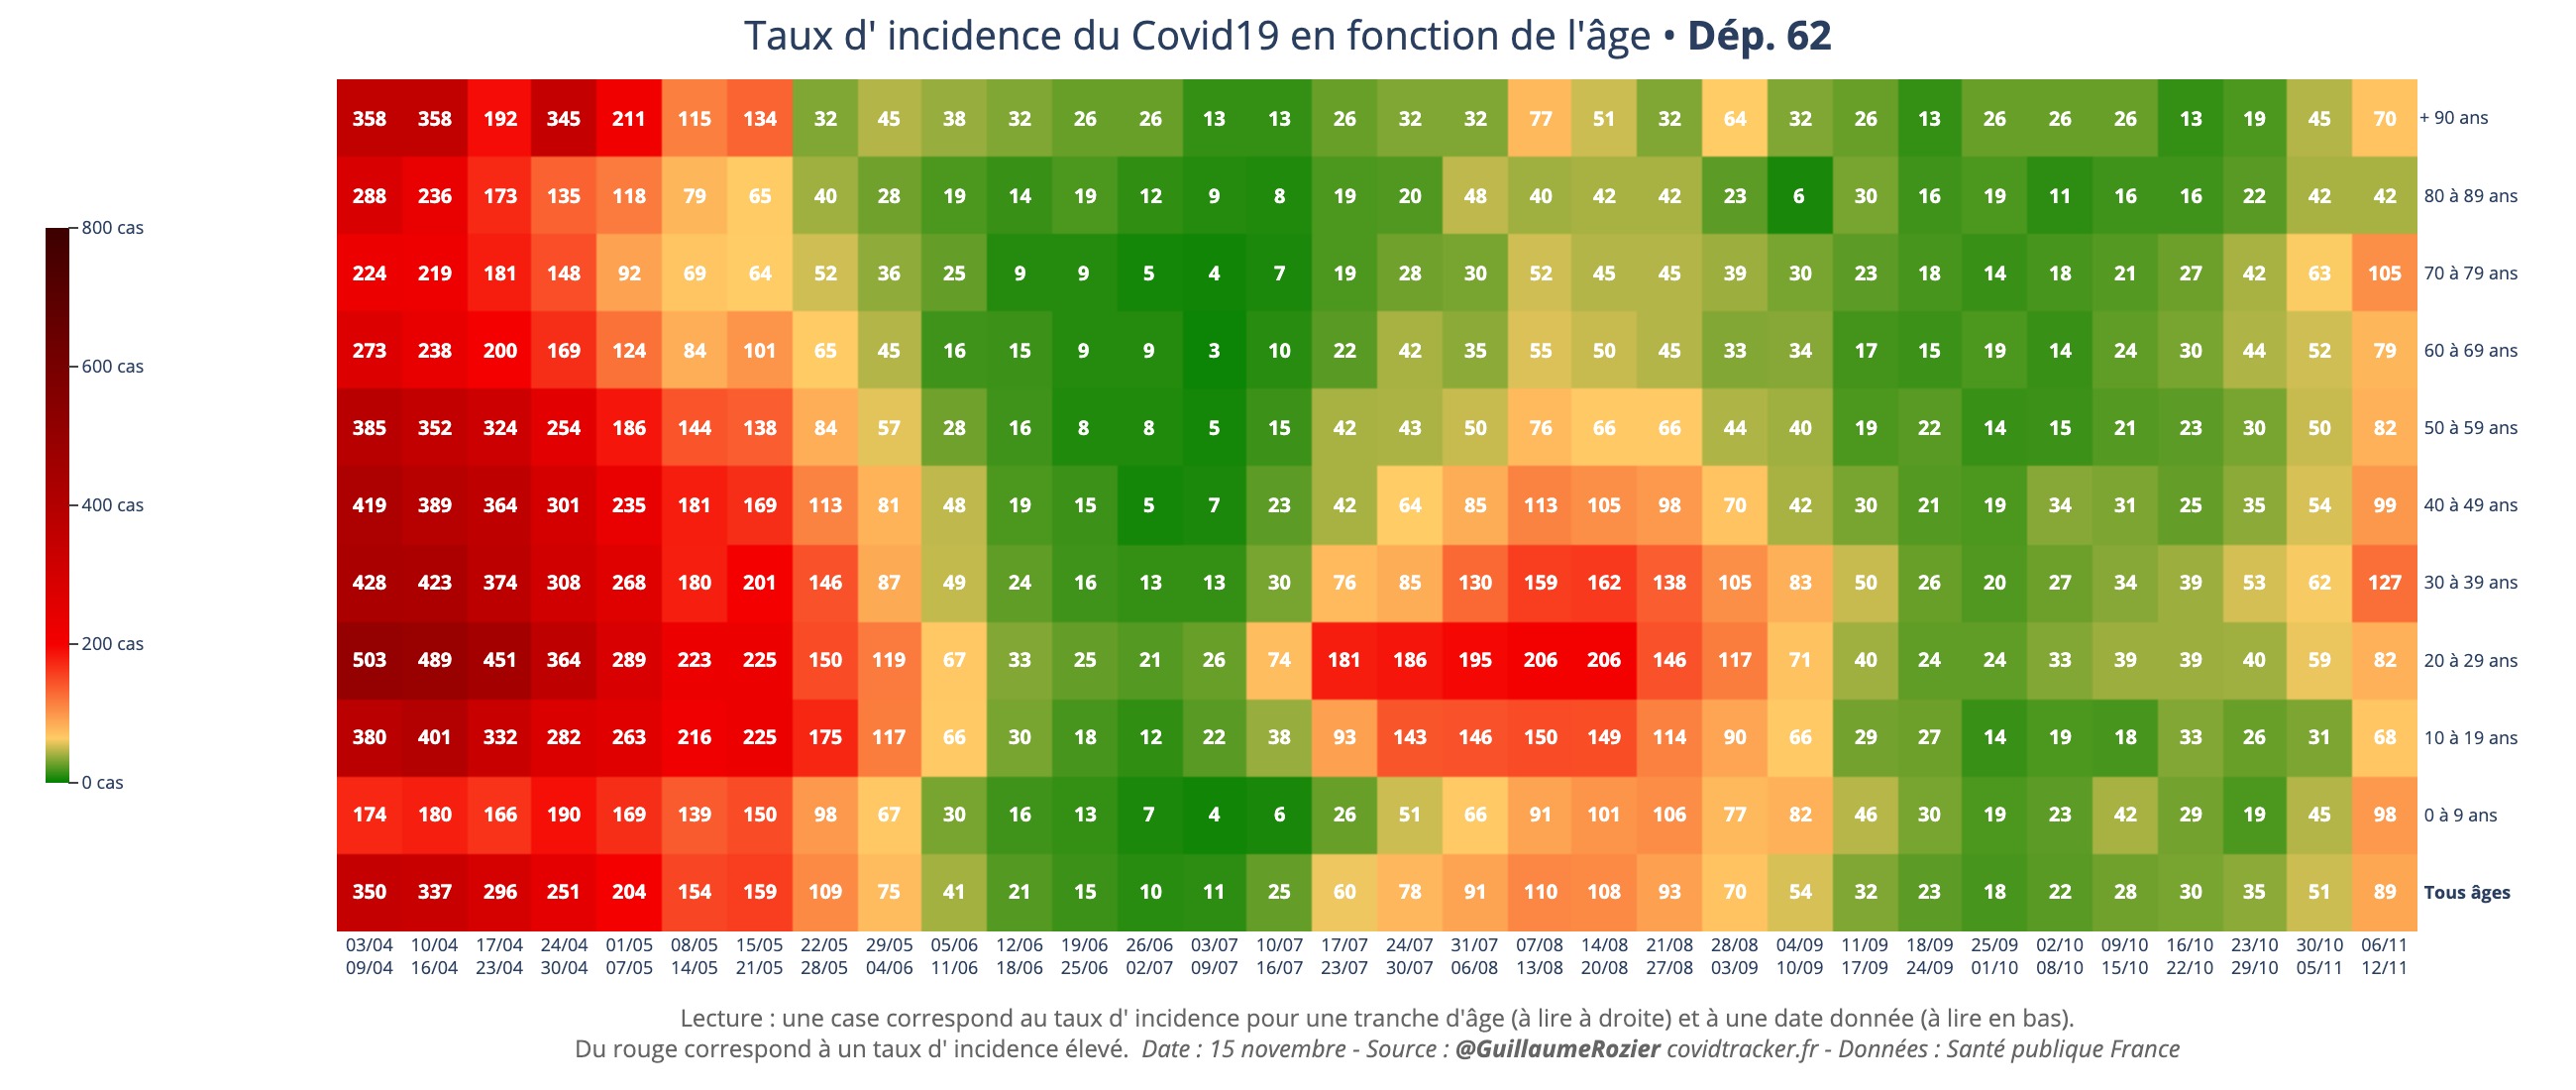 Taux d' incidence du Covid19 en fonction de l'âge • Dép. 62
358 358 192 345 211 115 134 32 45 38 32 26 26 13 13 26 32 32 77 51 32 64 32 26 13 26 26 26 13 19 45 70 + 90 ans
288 236 173 135 118 79 65 40 28 19 14 19 12 9 8 19 20 48 40 42 42 23 6 30 16 19 11 16 16 22 42 42 80 à 89 ans
800 cas
224 219 181 148 92 69 64 52 36 25 9 9 5 4 7 19 28 30 52 45 45 39 30 23 18 14 18 21 27 42 63 105 70 à 79 ans
273 238 200 169 124 84 101 65 45 16 15 9 9 3 10 22 42 35 55 50 45 33 34 17 15 19 14 24 30 44 52 79 60 à 69 ans
600 cas
385 352 324 254 186 144 138 84 57 28 16 8 8 5 15 42 43 50 76 66 66 44 40 19 22 14 15 21 23 30 50 82 50 à 59 ans
400 cas
419 389 364 301 235 181 169 113 81 48 19 15 5 7 23 42 64 85 113 105 98 70 42 30 21 19 34 31 25 35 54 99 40 à 49 ans
428 423 374 308 268 180 201 146 87 49 24 16 13 13 30 76 85 130 159 162 138 105 83 50 26 20 27 34 39 53 62 127 30 à 39 ans
200 cas
503 489 451 364 289 223 225 150 119 67 33 25 21 26 74 181 186 195 206 206 146 117 71 40 24 24 33 39 39 40 59 82 20 à 29 ans
380 401 332 282 263 216 225 175 117 66 30 18 12 22 38 93 143 146 150 149 114 90 66 29 27 14 19 18 33 26 31 68 10 à 19 ans
0 cas
174 180 166 190 169 139 150 98 67 30 16 13 7 4 6 26 51 66 91 101 106 77 82 46 30 19 23 42 29 19 45 98 0 à 9 ans
350 337 296 251 204 154 159 109 75 41 21 15 10 11 25 60 78 91 110 108 93 70 54 32 23 18 22 28 30 35 51 89 Tous âges
03/04 10/04 17/04 24/04 01/05 08/05 15/05 22/05 29/05 05/06 12/06 19/06 26/06 03/07 10/07 17/07 24/07 31/07 07/08 14/08 21/08 28/08 04/09 11/09 18/09 25/09 02/10 09/10 16/10 23/10 30/10 06/11
09/04 16/04 23/04 30/04 07/05 14/05 21/05 28/05 04/06 11/06 18/06 25/06 02/07 09/07 16/07 23/07 30/07 06/08 13/08 20/08 27/08 03/09 10/09 17/09 24/09 01/10 08/10 15/10 22/10 29/10 05/11 12/11
Lecture : une case correspond au taux d' incidence pour une tranche d'âge (à lire à droite) et à une date donnée (à lire en bas).
Du rouge correspond à un taux d' incidence élevé. Date : 15 novembre - Source : @GuillaumeRozier covidtracker.fr - Données : Santé publique France